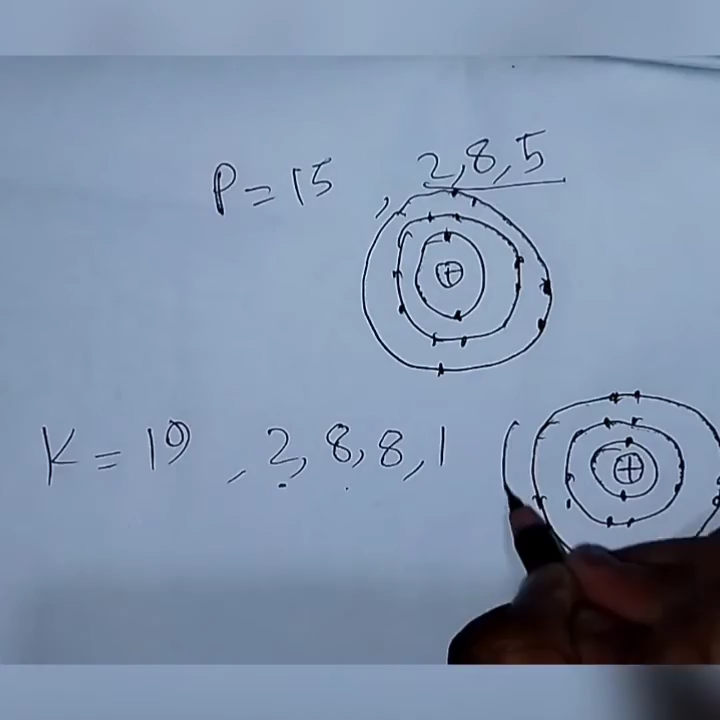 P = 15 , 2,8,5
K = 19 , 2, 8, 8, 1